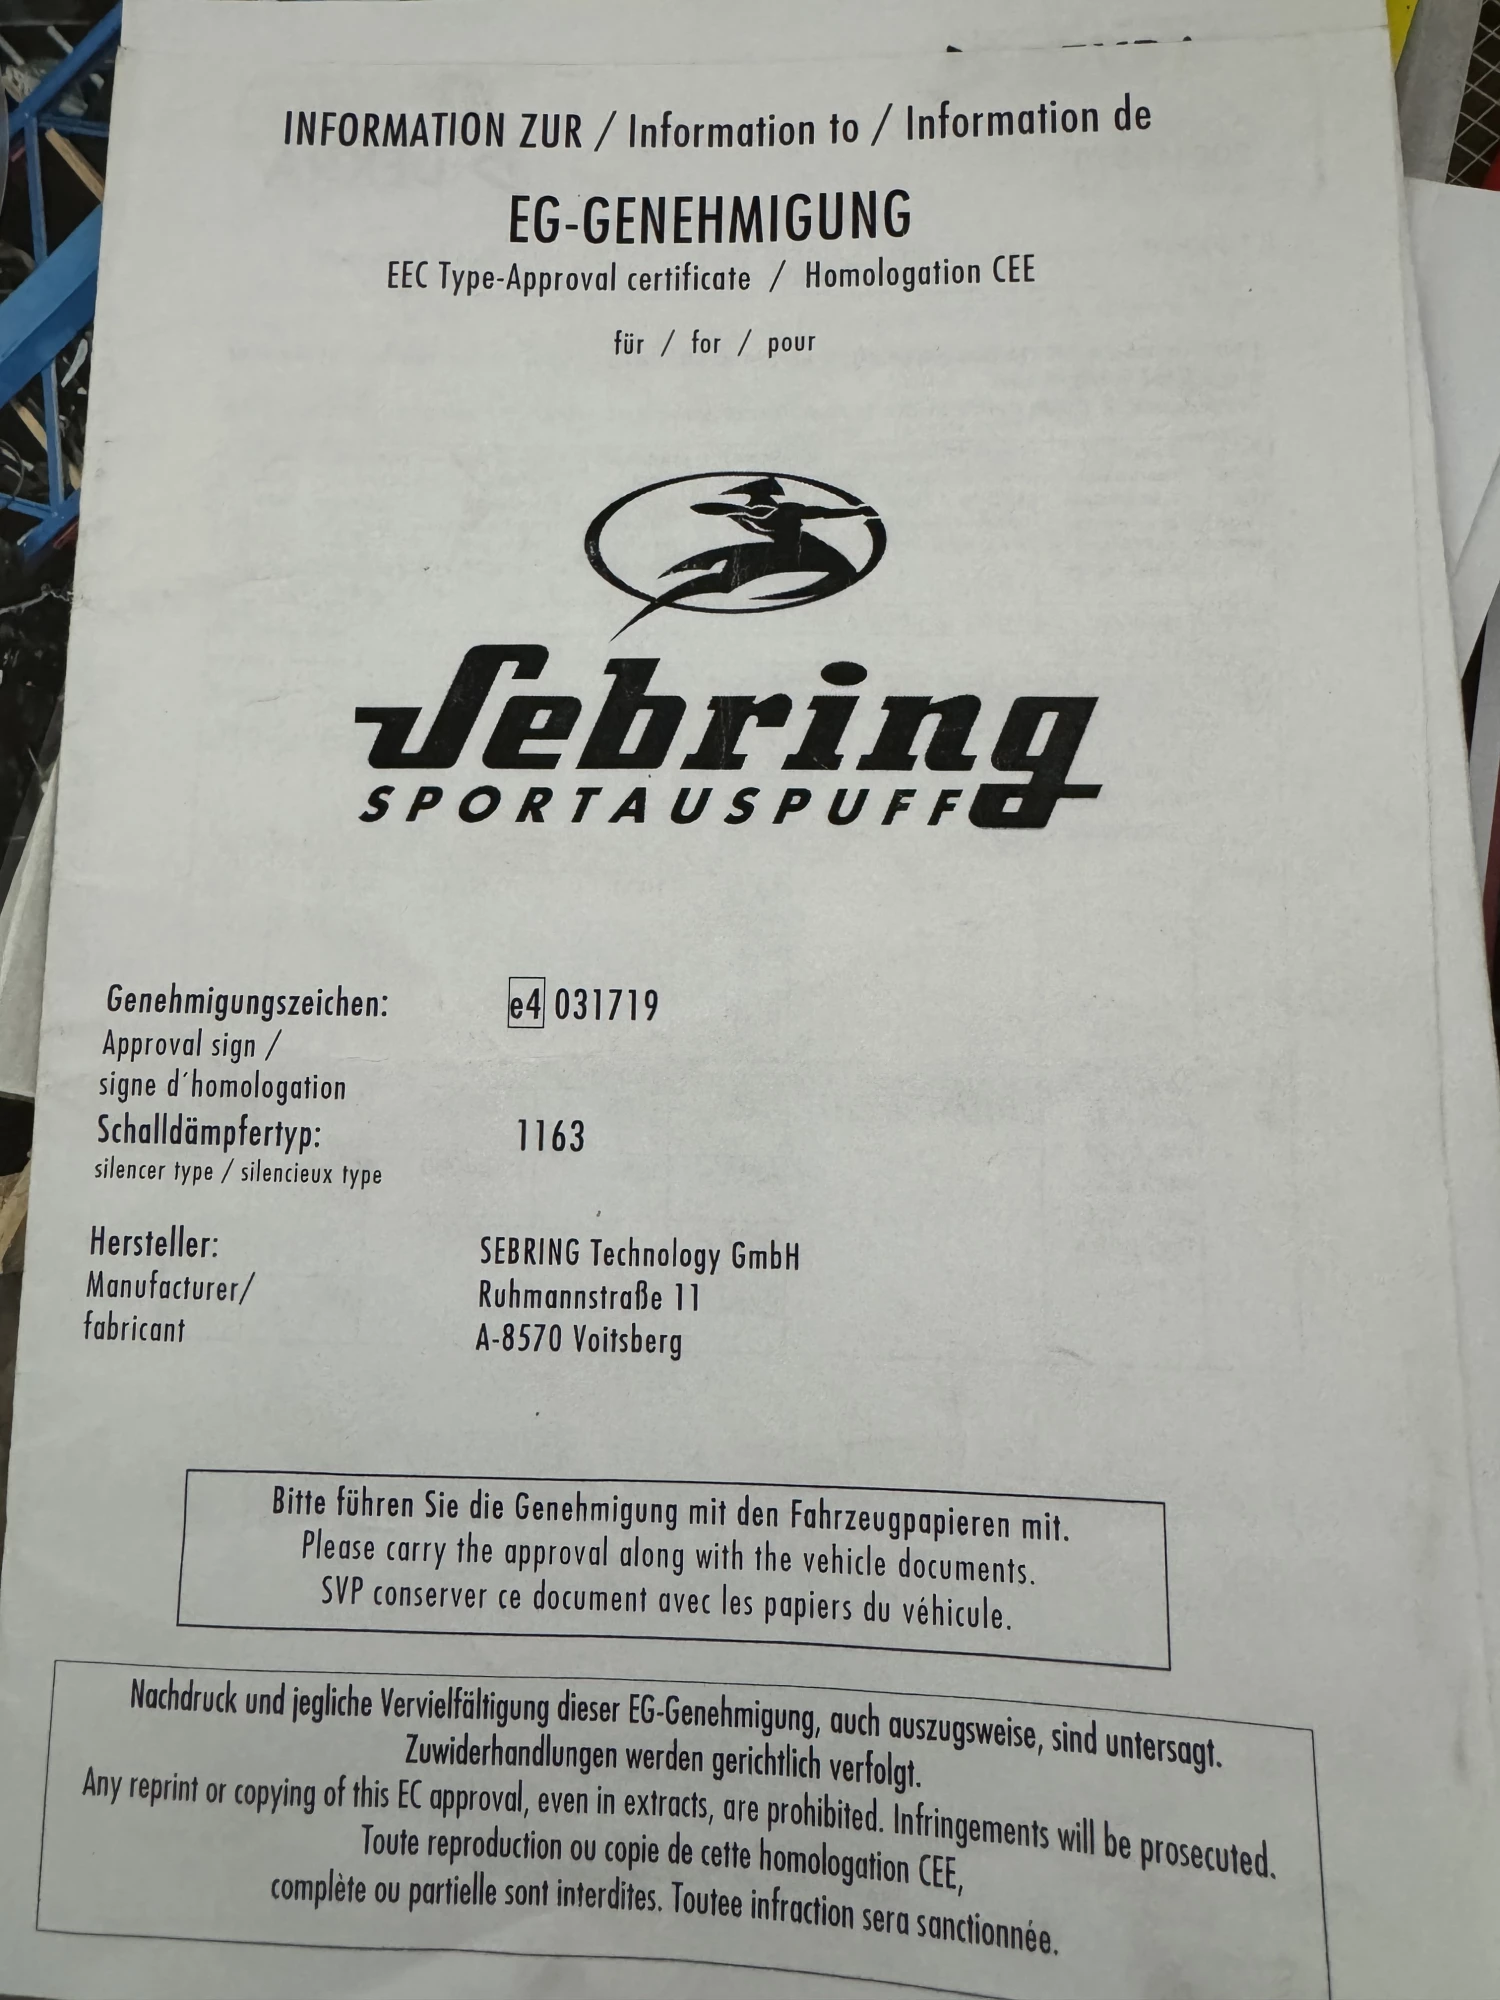 INFORMATION ZUR / Information to / Information de
EG-GENEHMIGUNG
EEC Type-Approval certificate / Homologation CEE
für / for / pour
Sebring
SPORTAUSPUFF
Genehmigungszeichen: e4 031719
Approval sign /
signe d´homologation
Schalldämpfertyp: 1163
silencer type / silencieux type
Hersteller: SEBRING Technology GmbH
Manufacturer/ Ruhmannstraße 11
fabricant A-8570 Voitsberg
Bitte führen Sie die Genehmigung mit den Fahrzeugpapieren mit.
Please carry the approval along with the vehicle documents.
SVP conserver ce document avec les papiers du véhicule.
Nachdruck und jegliche Vervielfältigung dieser EG-Genehmigung, auch auszugsweise, sind untersagt.
Zuwiderhandlungen werden gerichtlich verfolgt.
Any reprint or copying of this EC approval, even in extracts, are prohibited. Infringements will be prosecuted.
Toute reproduction ou copie de cette homologation CEE,
complète ou partielle sont interdites. Toutee infraction sera sanctionnée.